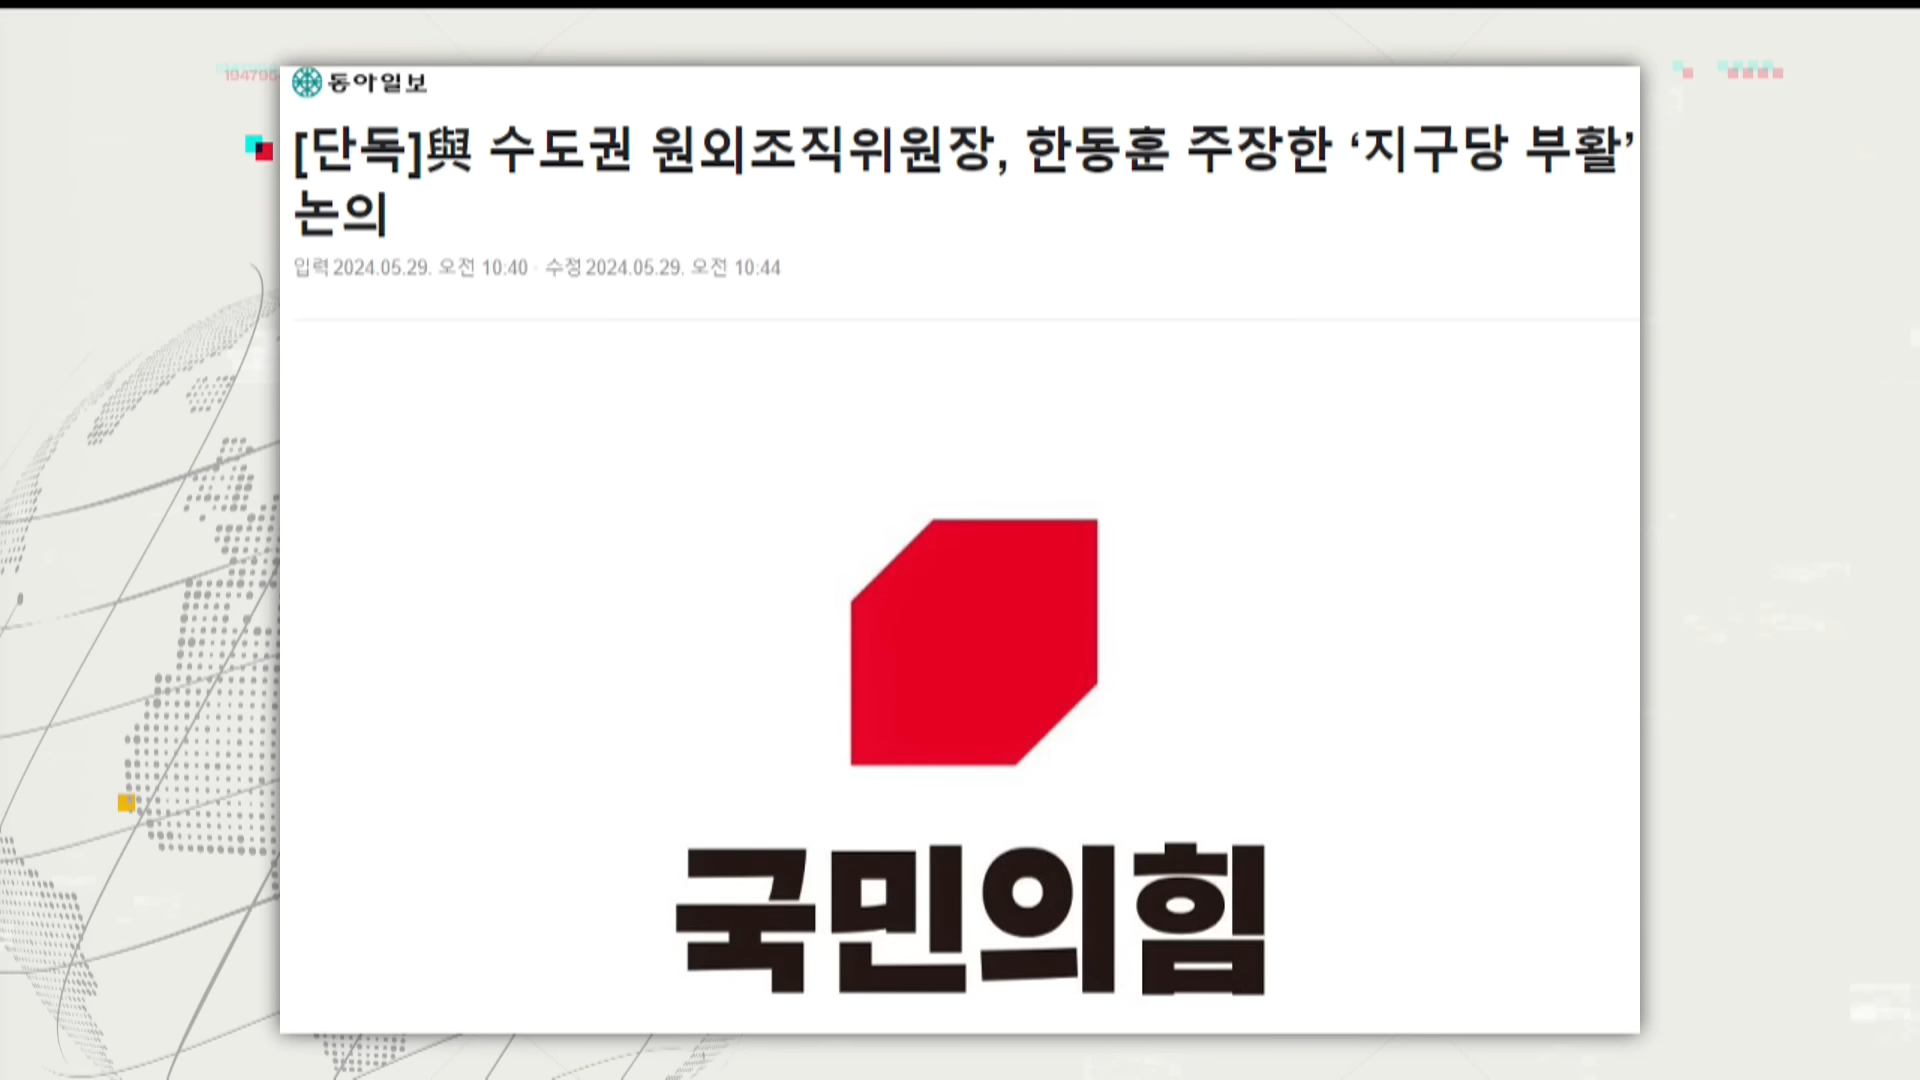 1947954
동아일보
[단독]與 수도권 원외조직위원장, 한동훈 주장한 ‘지구당 부활’
논의
입력 2024.05.29. 오전 10:40 · 수정 2024.05.29. 오전 10:44
국민의힘